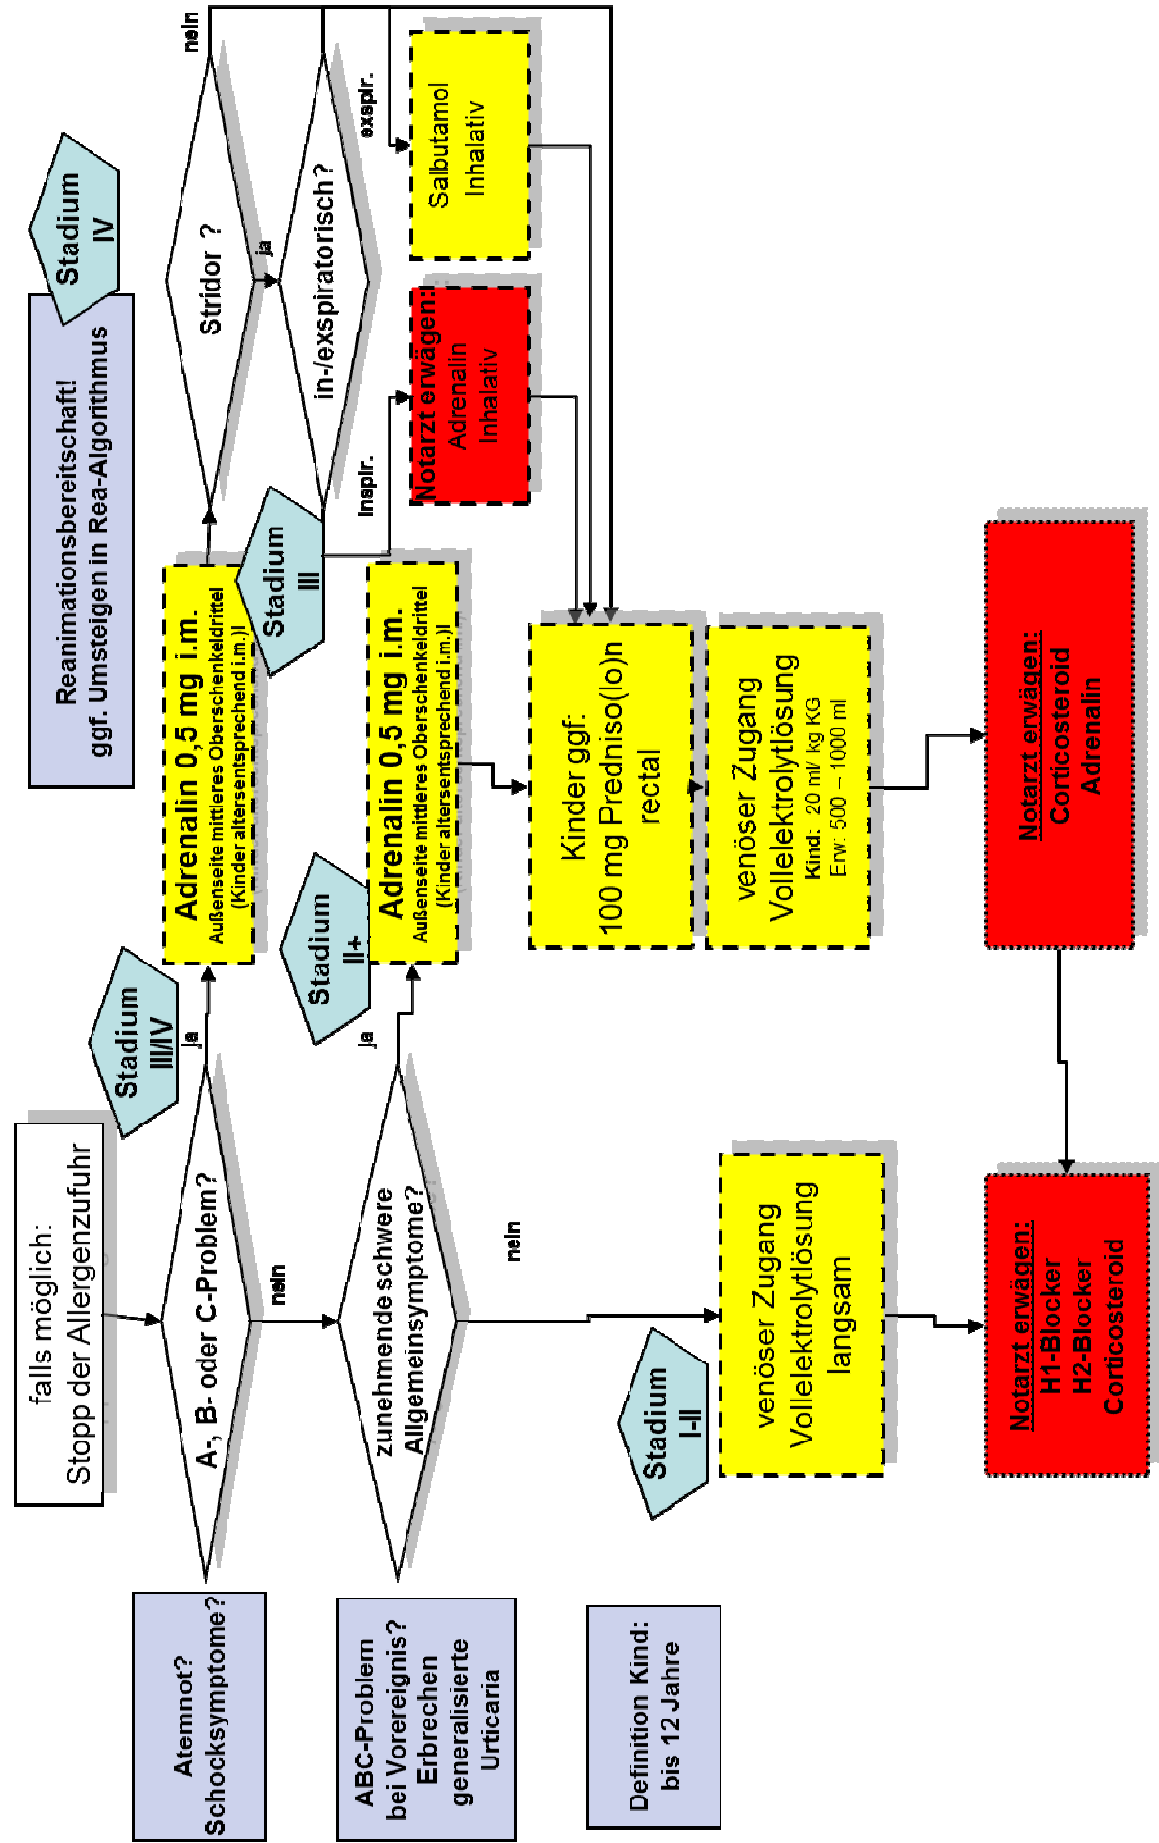 falls möglich:
Stopp der Allergenzufuhr
Reanimationsbereitschaft!
ggf. Umsteigen in Rea-Algorithmus
Stadium
IV
Atemnot?
Schocksymptome?
A-, B- oder C-Problem?
Stadium
III/IV
ja
nein
Adrenalin 0,5 mg i.m.
Außenseite mittleres Oberschenkeldrittel
(Kinder altersentsprechend i.m.)!
Stridor ?
nein
ja
Stadium
III
in-/exspiratorisch?
inspir.
exspir.
ABC-Problem
bei Vorereignis?
Erbrechen
generalisierte
Urticaria
zunehmende schwere
Allgemeinsymptome?
Stadium
II+
ja
nein
Adrenalin 0,5 mg i.m.
Außenseite mittleres Oberschenkeldrittel
(Kinder altersentsprechend i.m.)!
Notarzt erwägen:
Adrenalin
Inhalativ
Salbutamol
Inhalativ
Kinder ggf:
100 mg Predniso(lo)n
rectal
Definition Kind:
bis 12 Jahre
Stadium
I-II
venöser Zugang
Vollelektrolytlösung
langsam
venöser Zugang
Vollelektolytlösung
Kind: 20 ml/ kg KG
Erw: 500 – 1000 ml
Notarzt erwägen:
H1-Blocker
H2-Blocker
Corticosteroid
Notarzt erwägen:
Corticosteroid
Adrenalin